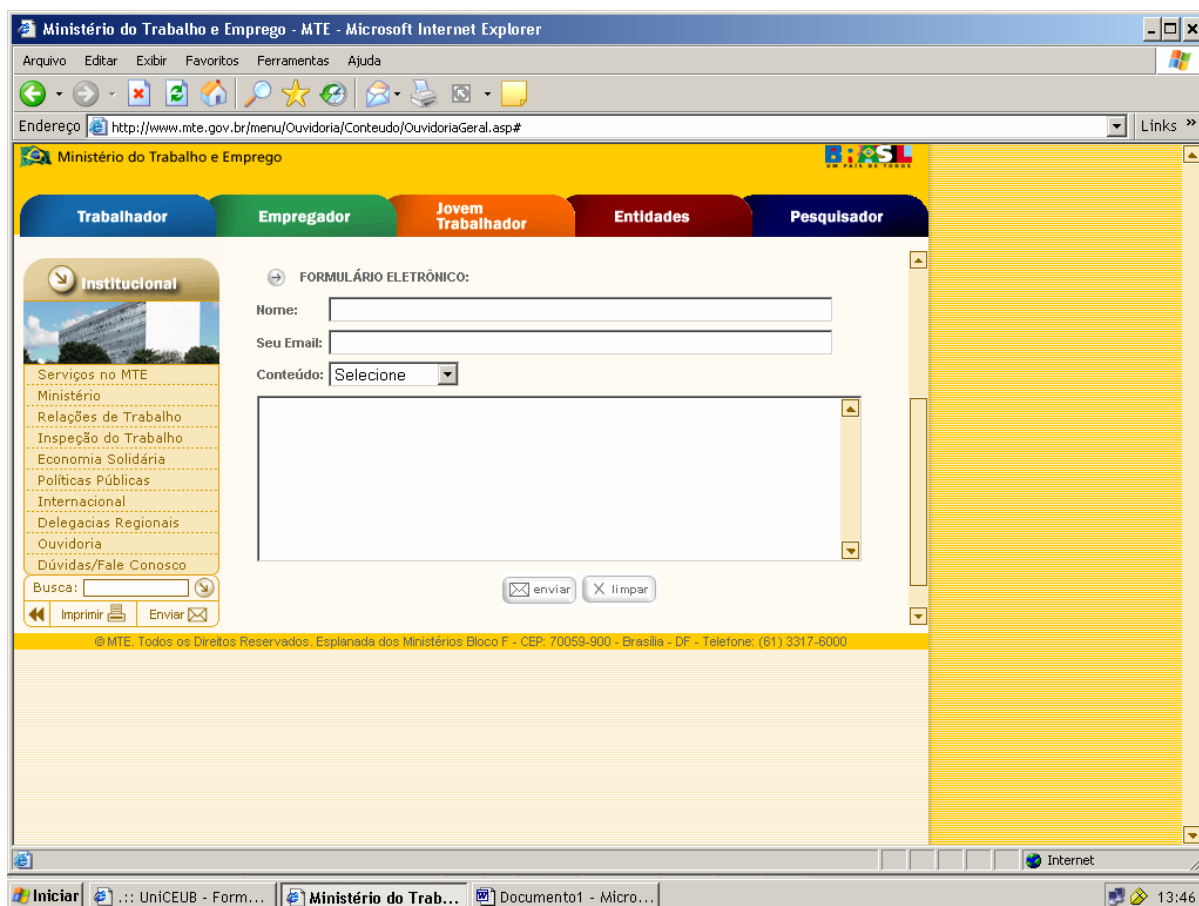 Ministério do Trabalho e Emprego - MTE - Microsoft Internet Explorer
Arquivo Editar Exibir Favoritos Ferramentas Ajuda
Endereço http://www.mte.gov.br/menu/Ouvidoria/Conteudo/OuvidoriaGeral.asp# Links »
Ministério do Trabalho e Emprego BRASIL
UM PAÍS DE TODOS
Trabalhador Empregador Jovem Trabalhador Entidades Pesquisador
Institucional
Serviços no MTE
Ministério
Relações de Trabalho
Inspeção do Trabalho
Economia Solidária
Políticas Públicas
Internacional
Delegacias Regionais
Ouvidoria
Dúvidas/Fale Conosco
Busca:
Imprimir Enviar
FORMULÁRIO ELETRÔNICO:
Nome:
Seu Email:
Conteúdo: Selecione
enviar X limpar
© MTE. Todos os Direitos Reservados. Esplanada dos Ministérios Bloco F - CEP: 70059-900 - Brasília - DF - Telefone: (61) 3317-6000
Internet
Iniciar .:: UniCEUB - Form... Ministério do Trab... Documento1 - Micro... 13:46